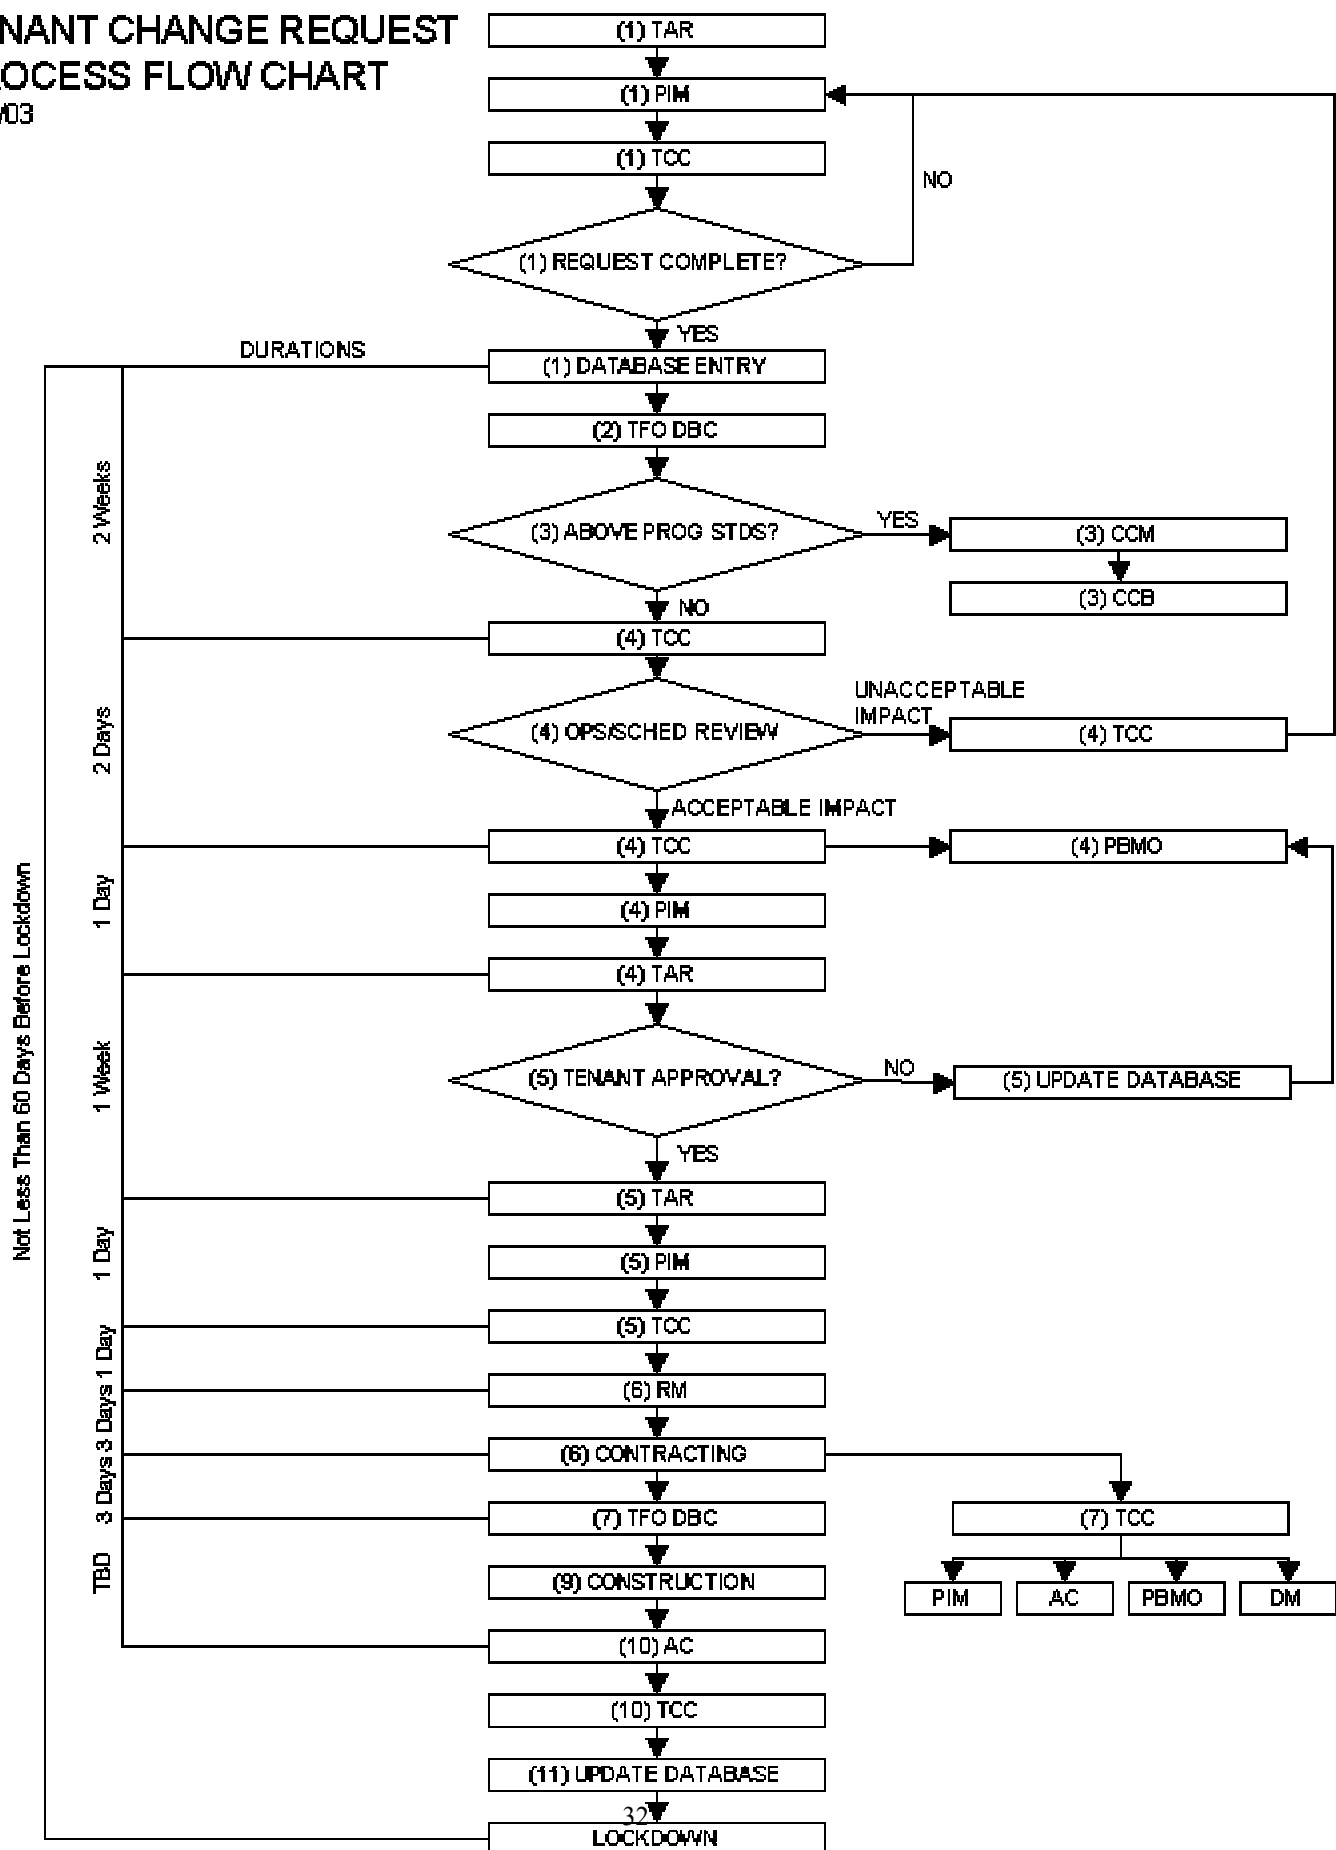 NANT CHANGE REQUEST
OCESS FLOW CHART
/03
(1) TAR
(1) PIM
(1) TCC
NO
(1) REQUEST COMPLETE?
YES
DURATIONS
(1) DATABASE ENTRY
(2) TFO DBC
2 Weeks
(3) ABOVE PROG STDS?
YES
(3) CCM
(3) CCB
NO
(4) TCC
UNACCEPTABLE
IMPACT
2 Days
(4) OPS/SCHED REVIEW
(4) TCC
ACCEPTABLE IMPACT
(4) TCC
(4) PBMO
1 Day
(4) PIM
(4) TAR
Not Less Than 60 Days Before Lockdown
1 Week
(5) TENANT APPROVAL?
NO
(5) UPDATE DATABASE
YES
(5) TAR
1 Day
(5) PIM
(5) TCC
1 Day
(6) RM
3 Days
(6) CONTRACTING
3 Days
(7) TFO DBC
(7) TCC
TBD
(9) CONSTRUCTION
PIM
AC
PBMO
DM
(10) AC
(10) TCC
(11) UPDATE DATABASE
32
LOCKDOWN